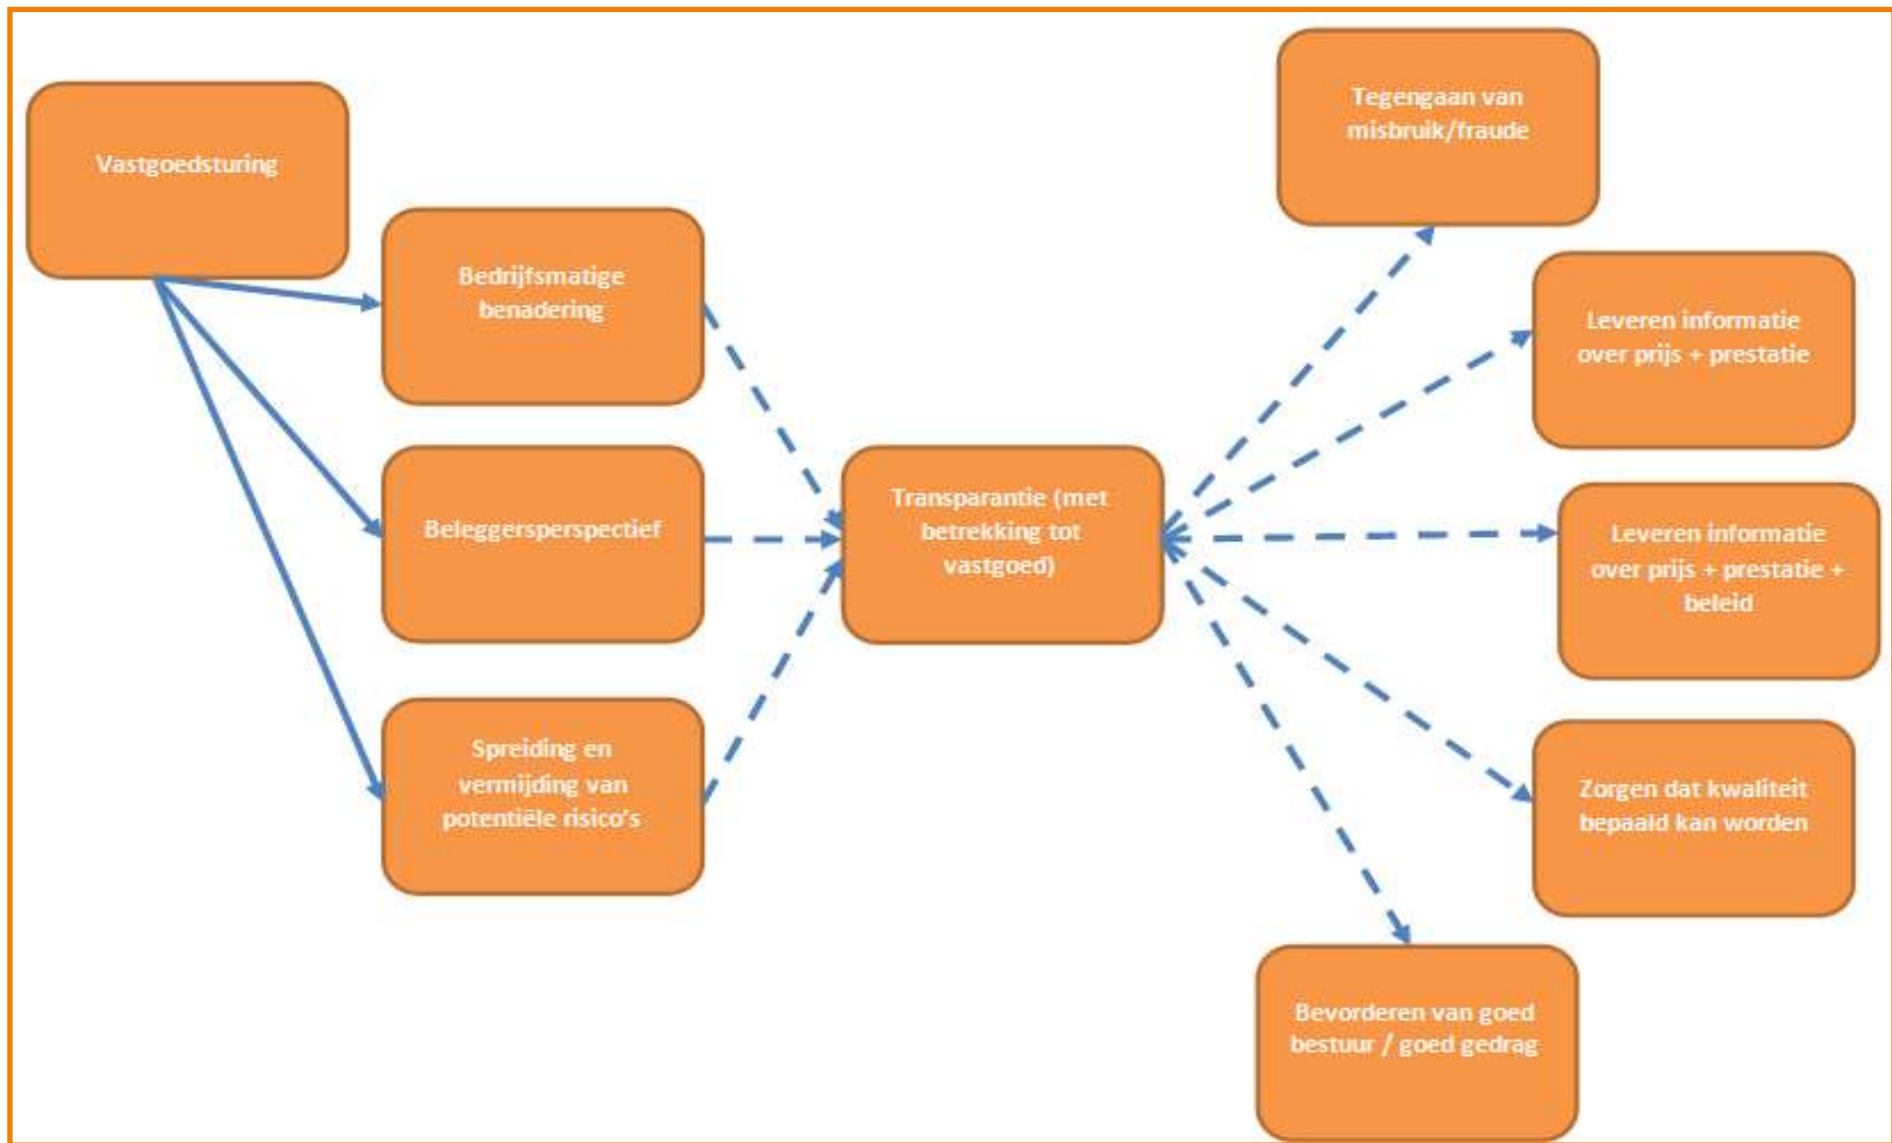 Vastgoedsturing
Bedrijfsmatige
benadering
Beleggersperspectief
Spreiding en
vermijding van
potentiële risico's
Transparantie (met
betrekking tot
vastgoed)
Tegengaan van
misbruik/fraude
Leveren informatie
over prijs + prestatie
Leveren informatie
over prijs + prestatie +
beleid
Zorgen dat kwaliteit
bepaald kan worden
Bevorderen van goed
bestuur / goed gedrag